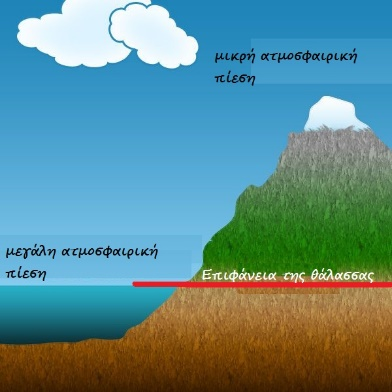 μικρή ατμοσφαιρική
πίεση
μεγάλη ατμοσφαιρική
πίεση
Επιφάνεια της θάλασσας